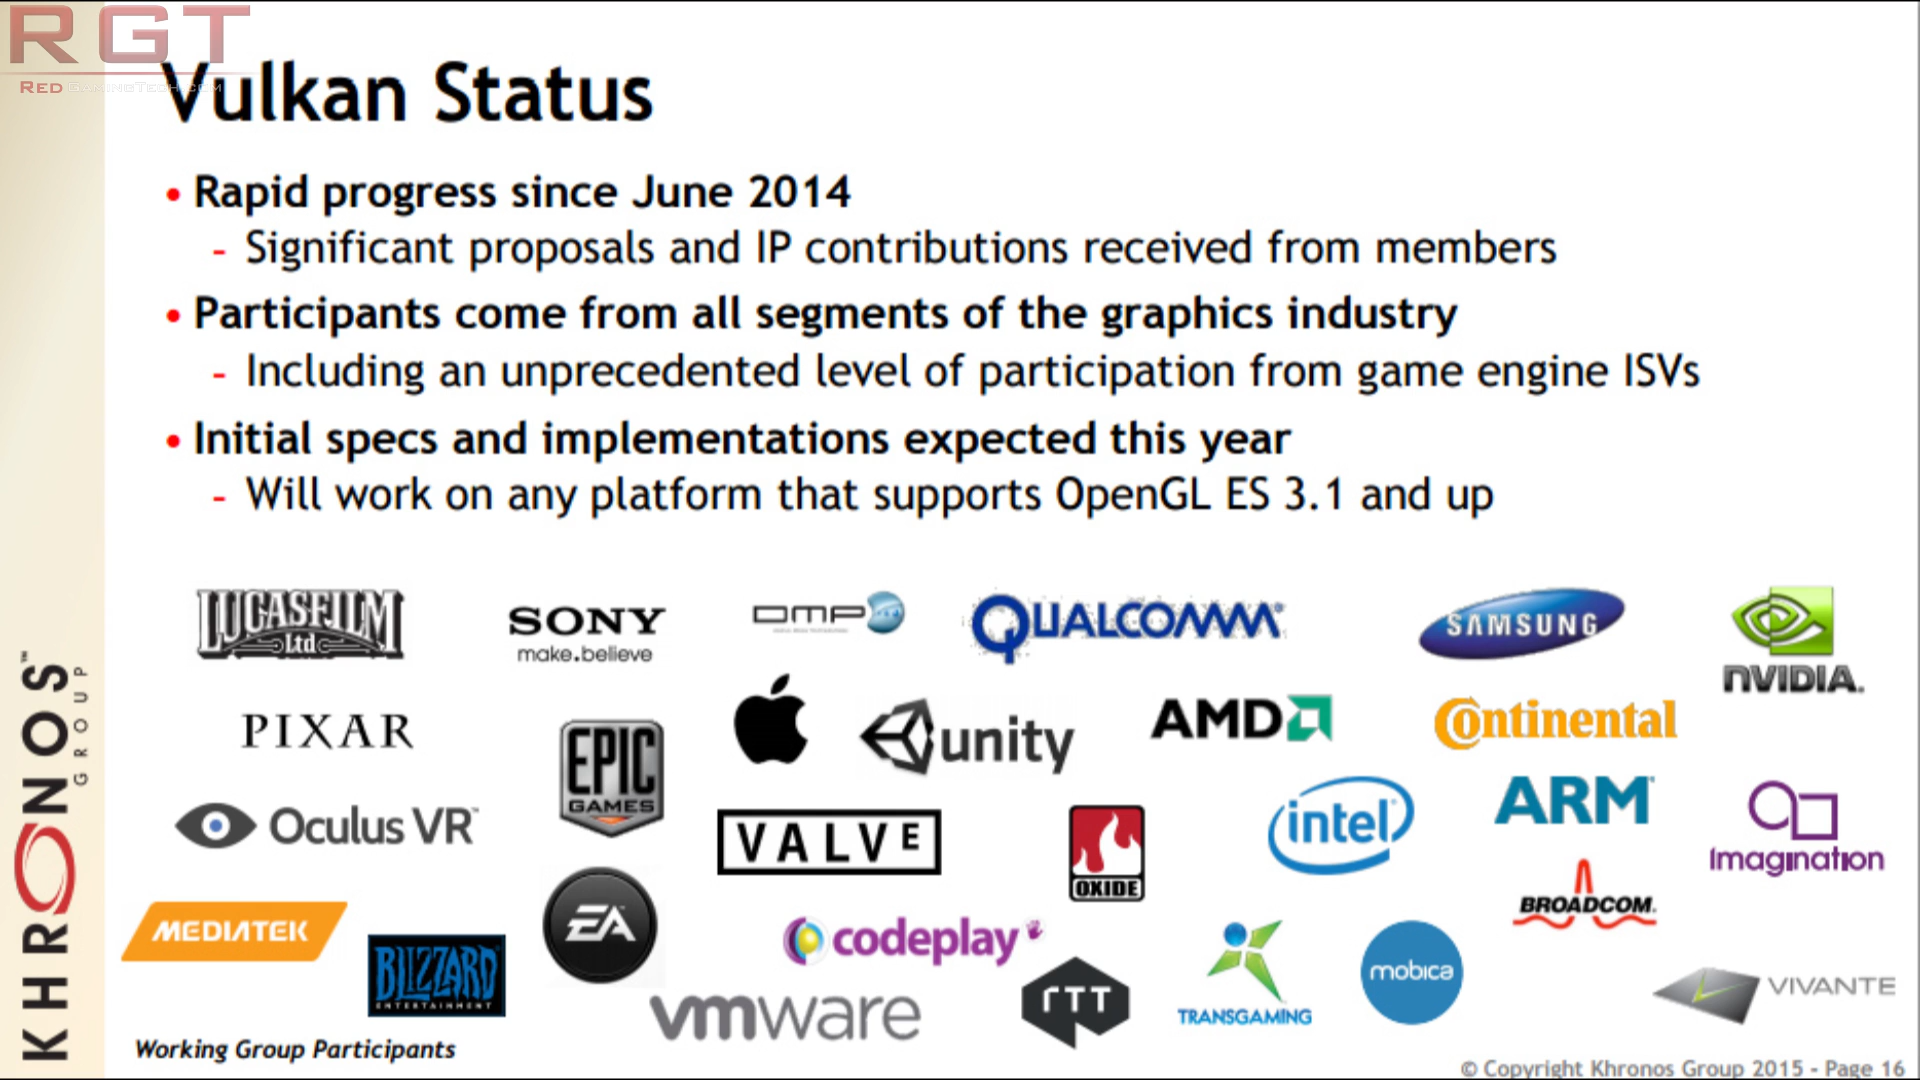 RGT
RED GAMINGTECH.COM
Vulkan Status
• Rapid progress since June 2014
- Significant proposals and IP contributions received from members
• Participants come from all segments of the graphics industry
- Including an unprecedented level of participation from game engine ISVs
• Initial specs and implementations expected this year
- Will work on any platform that supports OpenGL ES 3.1 and up
LUCASFILM
Ltd
SONY
make.believe
DMP
QUALCOMM
SAMSUNG
NVIDIA.
PIXAR
EPIC
GAMES
unity
AMD
Continental
Oculus VR™
VALVE
OXIDE
intel
ARM
Imagination
BROADCOM.
MEDIATEK
BLIZZARD
ENTERTAINMENT
EA
codeplay
vmware
rtt
TRANSGAMING
mobica
VIVANTE
Working Group Participants
© Copyright Khronos Group 2015 - Page 16
KHRONOS™
GROUP